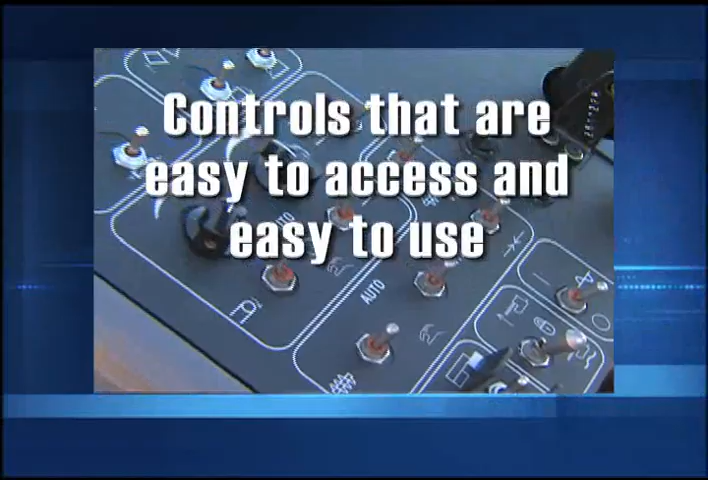 Controls that are
easy to access and
easy to use
AUTO
AUTO